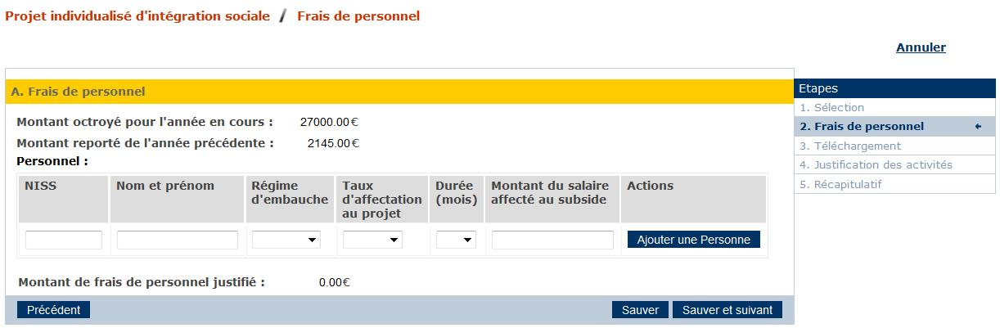 Projet individualisé d'intégration sociale / Frais de personnel
Annuler
A. Frais de personnel
Montant octroyé pour l'année en cours : 27000.00€
Montant reporté de l'année précédente : 2145.00€
Personnel :
NISS Nom et prénom Régime d'embauche Taux d'affectation au projet Durée (mois) Montant du salaire affecté au subside Actions
Ajouter une Personne
Montant de frais de personnel justifié : 0.00€
Précédent Sauver Sauver et suivant
Etapes
1. Sélection
2. Frais de personnel
3. Téléchargement
4. Justification des activités
5. Récapitulatif